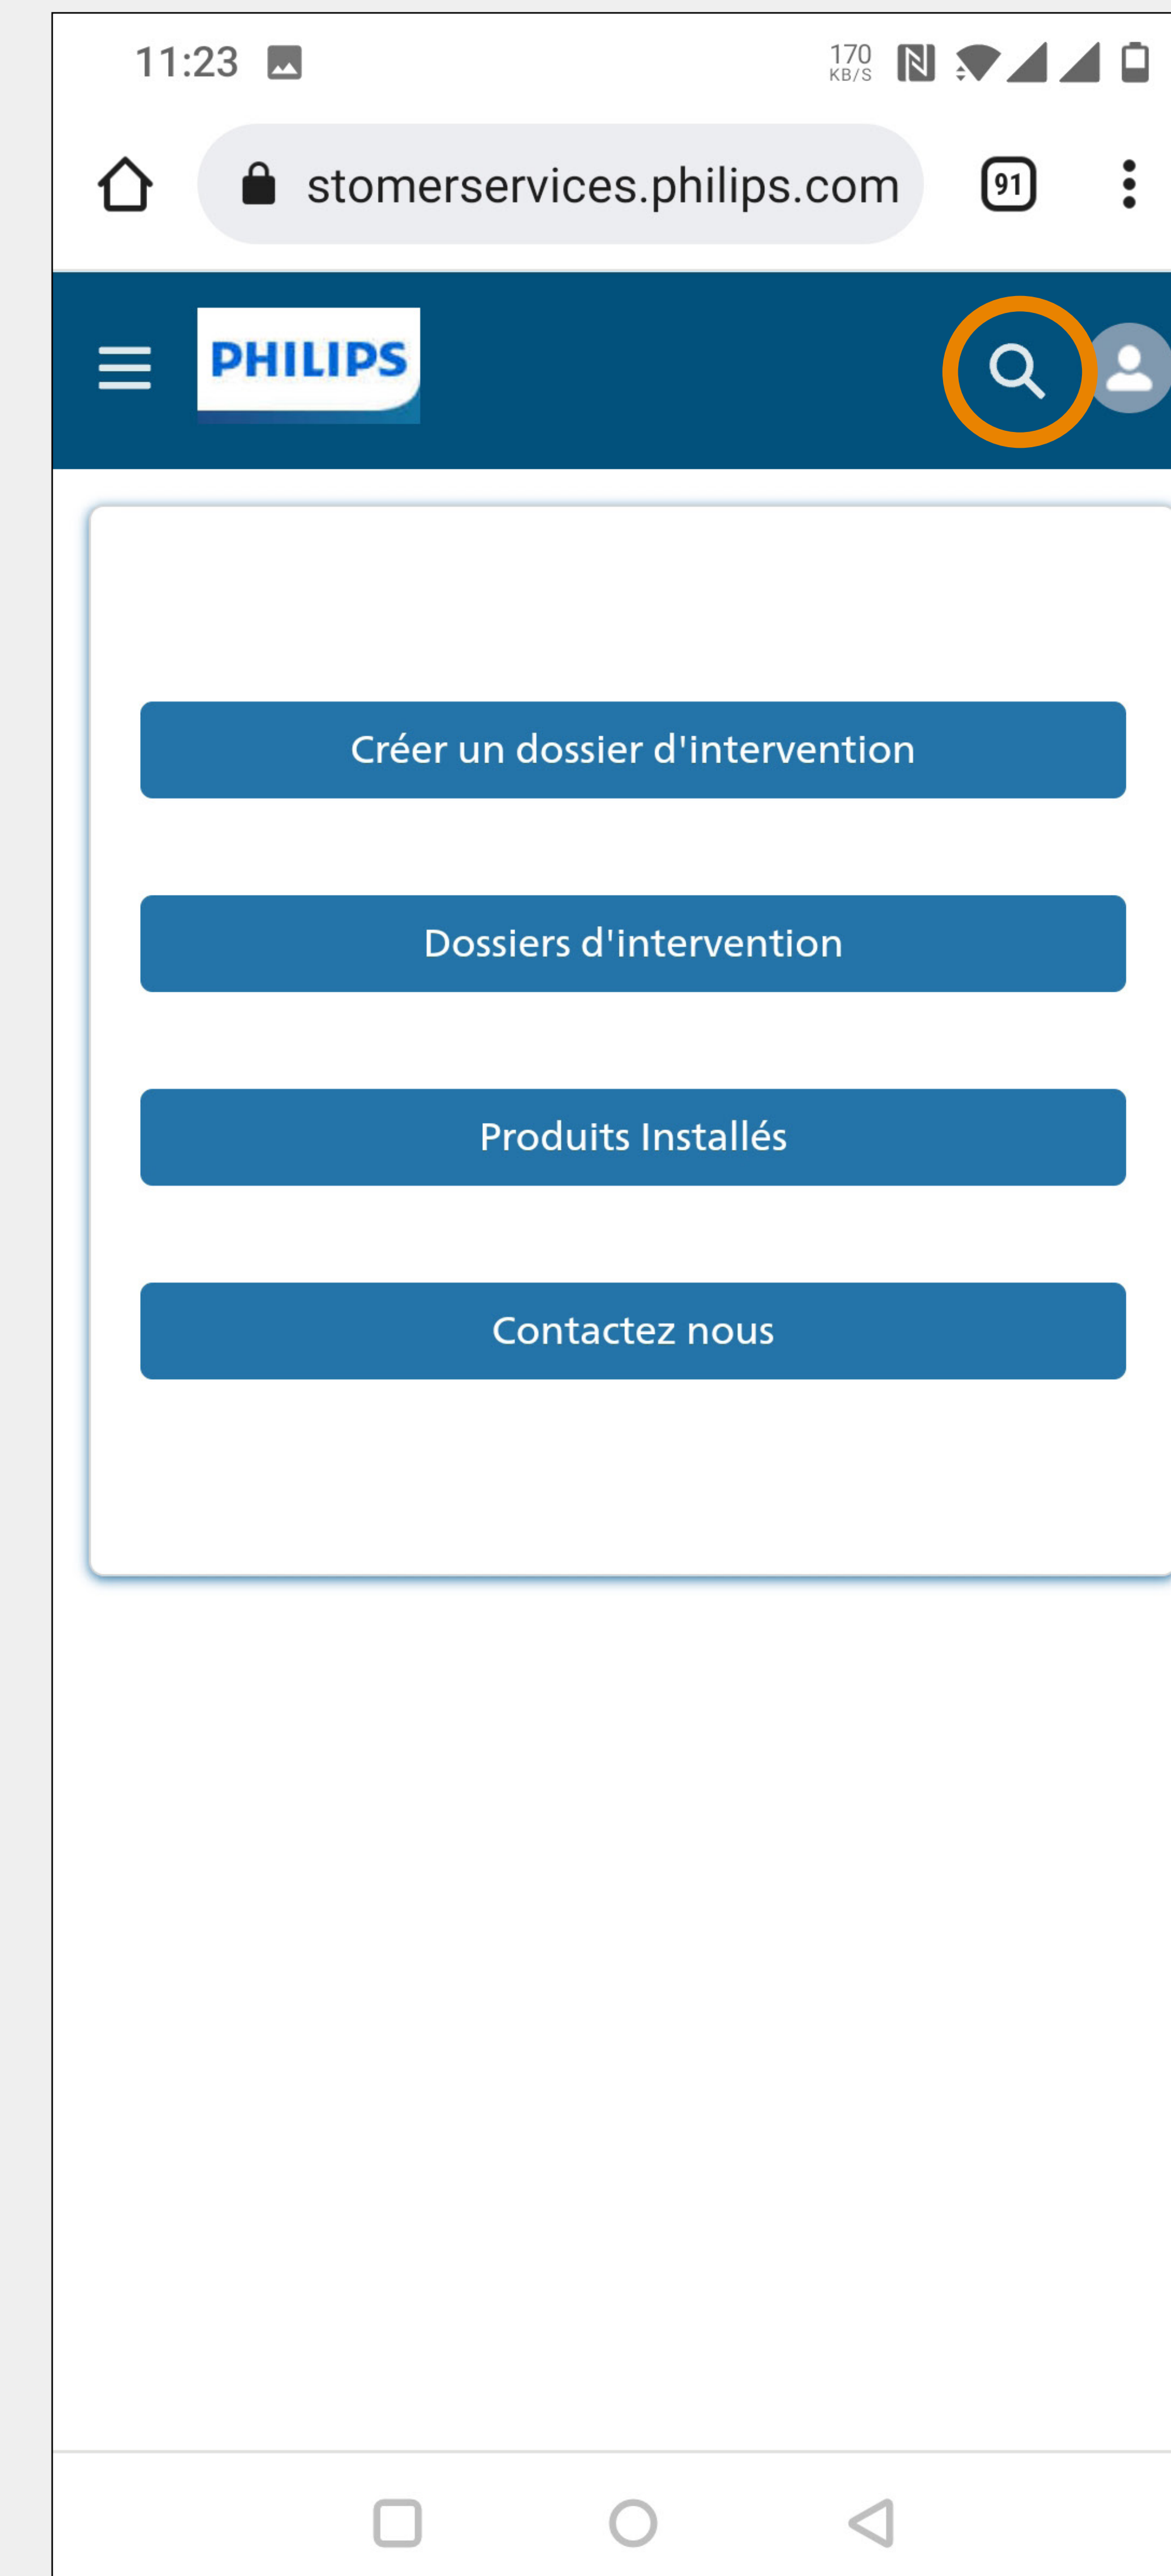 11:23
170
KB/S
stomerservices.philips.com
91
PHILIPS
Créer un dossier d'intervention
Dossiers d'intervention
Produits Installés
Contactez nous